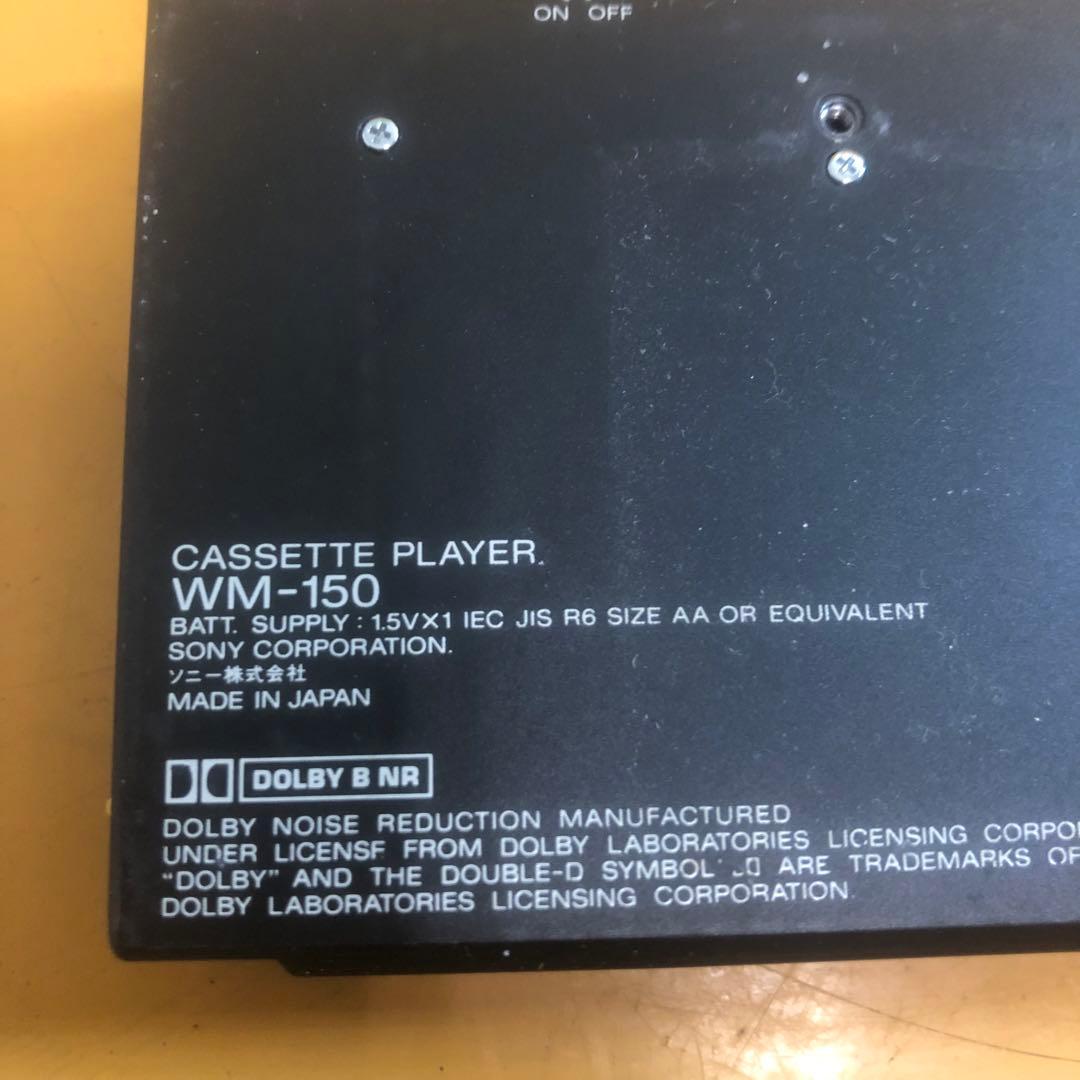 ON OFF
CASSETTE PLAYER
WM-150
BATT. SUPPLY : 1.5V×1 IEC JIS R6 SIZE AA OR EQUIVALENT
SONY CORPORATION.
ソニー株式会社
MADE IN JAPAN
DOLBY B NR
DOLBY NOISE REDUCTION MANUFACTURED
UNDER LICENSE FROM DOLBY LABORATORIES LICENSING CORPO
"DOLBY" AND THE DOUBLE-D SYMBOL ARE TRADEMARKS OF
DOLBY LABORATORIES LICENSING CORPORATION.